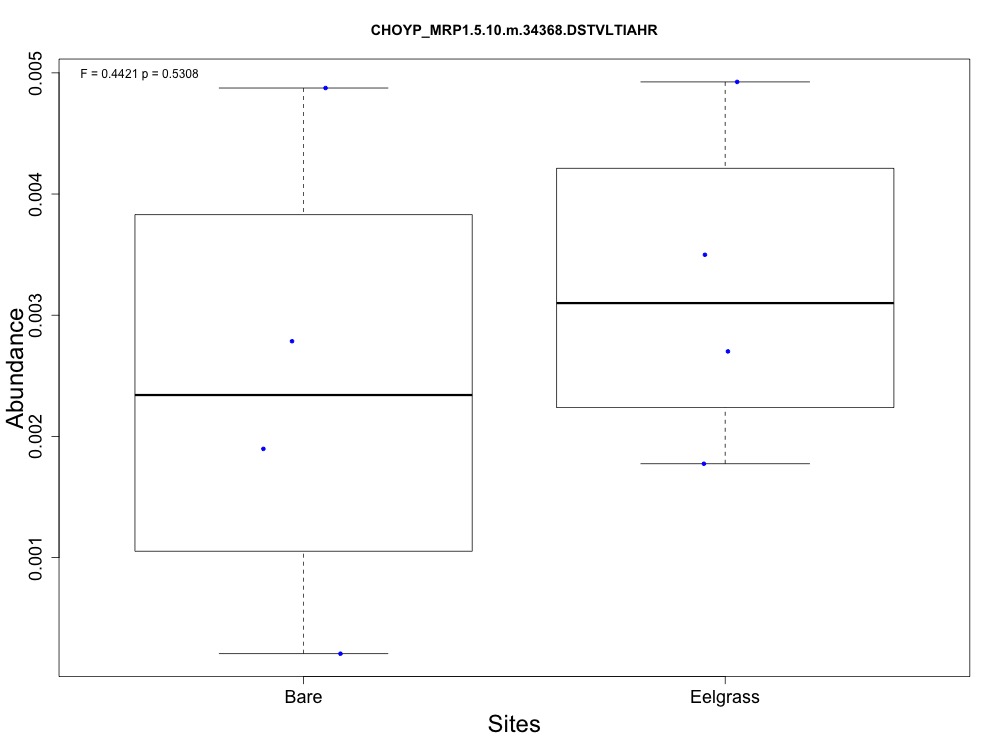 CHOYP_MRP1.5.10.m.34368.DSTVLTIAHR
F = 0.4421 p = 0.5308
0.005
0.004
0.003
0.002
0.001
Abundance
Bare
Eelgrass
Sites